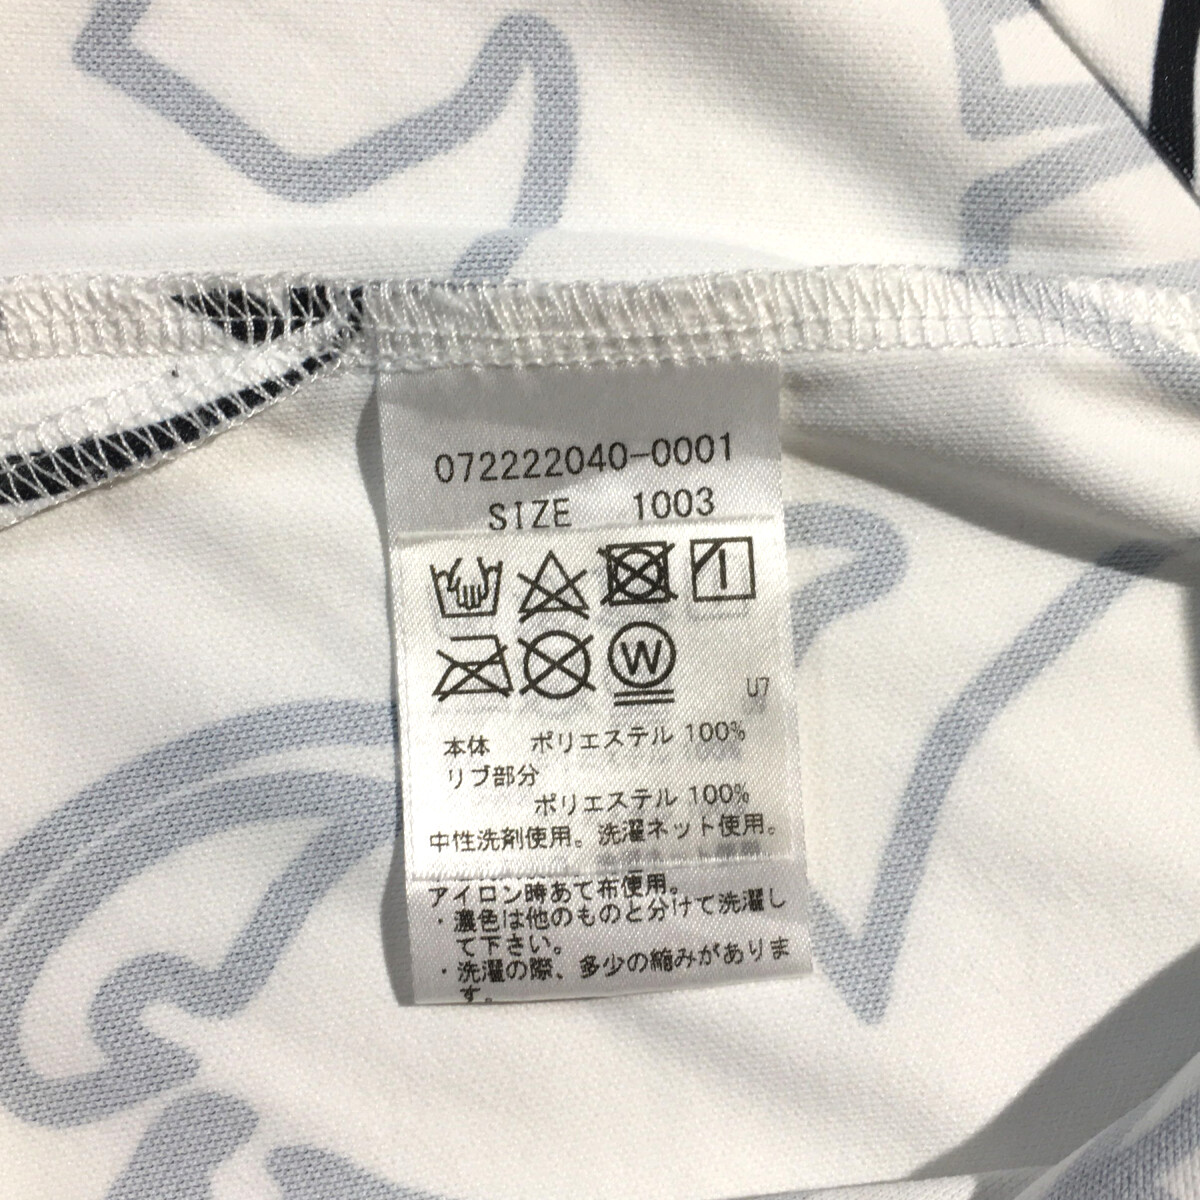 072222040-0001
SIZE 1003
W
U7
本体 ポリエステル 100%
リブ部分
ポリエステル 100%
中性洗剤使用。洗濯ネット使用。
アイロン時あて布使用。
・濃色は他のものと分けて洗濯し
て下さい。
・洗濯の際、多少の縮みがありま
す。